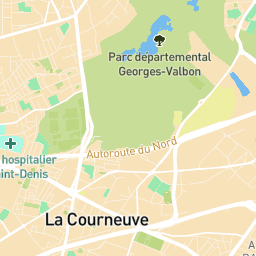 Parc départemental
Georges-Valbon
Autoroute du Nord
hospitalier
int-Denis
La Courneuve
A